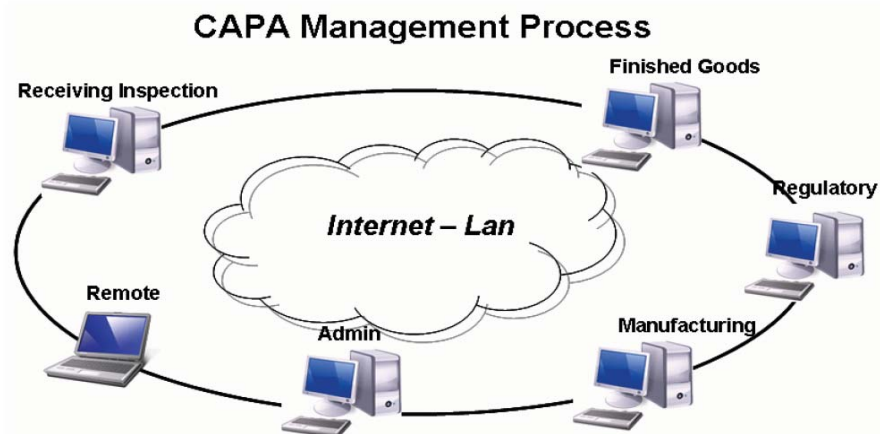 CAPA Management Process
Finished Goods
Receiving Inspection
Regulatory
Internet – Lan
Remote
Admin
Manufacturing